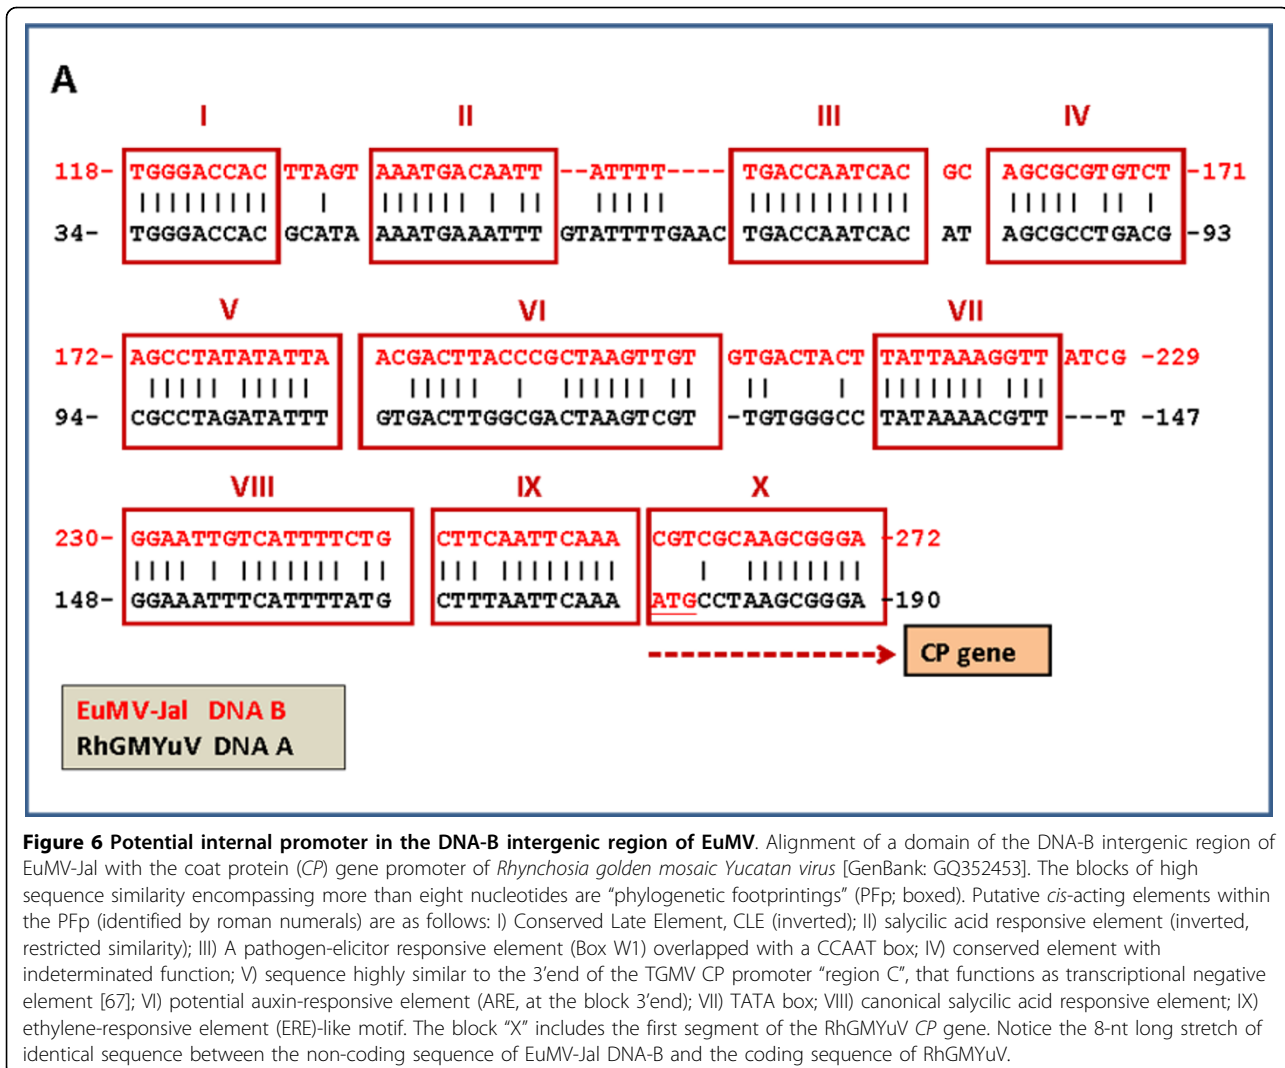 A
I II III IV
118- TGGGACCAC TTAGT AAATGACAATT --ATTTT---- TGACCAATCAC GC AGCGCGTGTCT -171
34- TGGGACCAC GCATA AAATGAAATTT GTATTTTGAAC TGACCAATCAC AT AGCGCCTGACG -93
V VI VII
172- AGCCTATATATTA ACGACTTACCCGCTAAGTTGT GTGACTACT TATTAAAGGTT ATCG -229
94- CGCCTAGATATTT GTGACTTGGCGACTAAGTCGT -TGTGGGCC TATAAAACGTT ---T -147
VIII IX X
230- GGAATTGTCATTTTCTG CTTCAATTCAAA CGTCGCAAGCGGGA -272
148- GGAAATTTCATTTTATG CTTTAATTCAAA ATGCCTAAGCGGGA -190
CP gene
EuMV-Jal DNA B
RhGMYuV DNA A
Figure 6 Potential internal promoter in the DNA-B intergenic region of EuMV. Alignment of a domain of the DNA-B intergenic region of
EuMV-Jal with the coat protein (CP) gene promoter of Rhynchosia golden mosaic Yucatan virus [GenBank: GQ352453]. The blocks of high
sequence similarity encompassing more than eight nucleotides are "phylogenetic footprintings" (PFp; boxed). Putative cis-acting elements within
the PFp (identified by roman numerals) are as follows: I) Conserved Late Element, CLE (inverted); II) salycilic acid responsive element (inverted,
restricted similarity); III) A pathogen-elicitor responsive element (Box W1) overlapped with a CCAAT box; IV) conserved element with
indeterminated function; V) sequence highly similar to the 3'end of the TGMV CP promoter "region C", that functions as transcriptional negative
element [67]; VI) potential auxin-responsive element (ARE, at the block 3'end); VII) TATA box; VIII) canonical salycilic acid responsive element; IX)
ethylene-responsive element (ERE)-like motif. The block "X" includes the first segment of the RhGMYuV CP gene. Notice the 8-nt long stretch of
identical sequence between the non-coding sequence of EuMV-Jal DNA-B and the coding sequence of RhGMYuV.